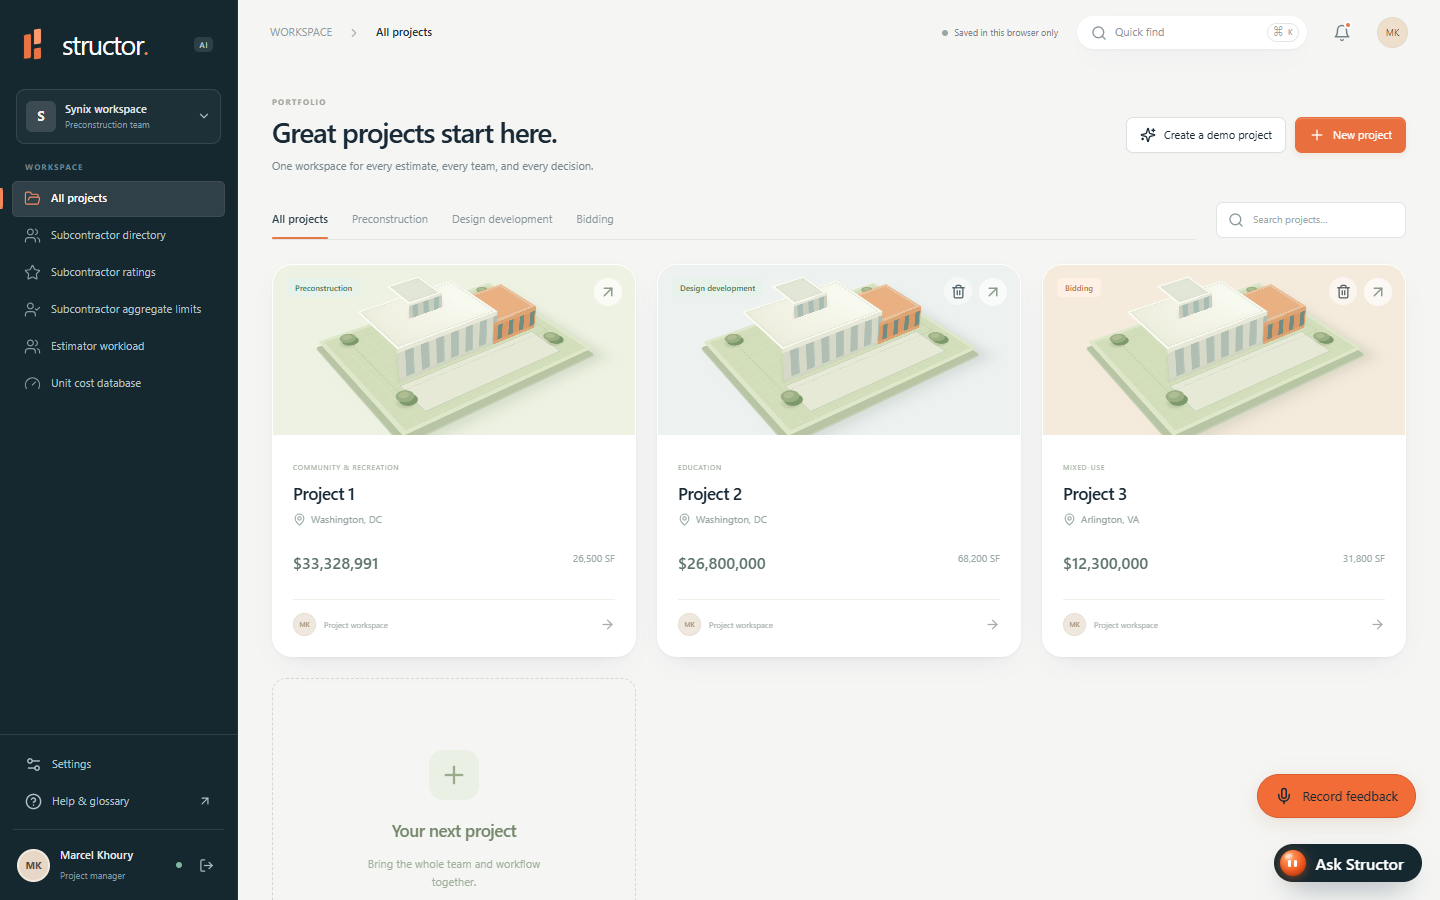 structor.
AI
S
Synix workspace
Preconstruction team
WORKSPACE
All projects
Subcontractor directory
Subcontractor ratings
Subcontractor aggregate limits
Estimator workload
Unit cost database
Settings
Help & glossary
MK
Marcel Khoury
Project manager
WORKSPACE
All projects
Saved in this browser only
Quick find
⌘ K
MK
PORTFOLIO
Great projects start here.
One workspace for every estimate, every team, and every decision.
Create a demo project
New project
All projects
Preconstruction
Design development
Bidding
Search projects...
Preconstruction
COMMUNITY & RECREATION
Project 1
Washington, DC
$33,328,991
26,500 SF
MK
Project workspace
Design development
EDUCATION
Project 2
Washington, DC
$26,800,000
68,200 SF
MK
Project workspace
Bidding
MIXED-USE
Project 3
Arlington, VA
$12,300,000
31,800 SF
MK
Project workspace
Your next project
Bring the whole team and workflow
together.
Record feedback
Ask Structor